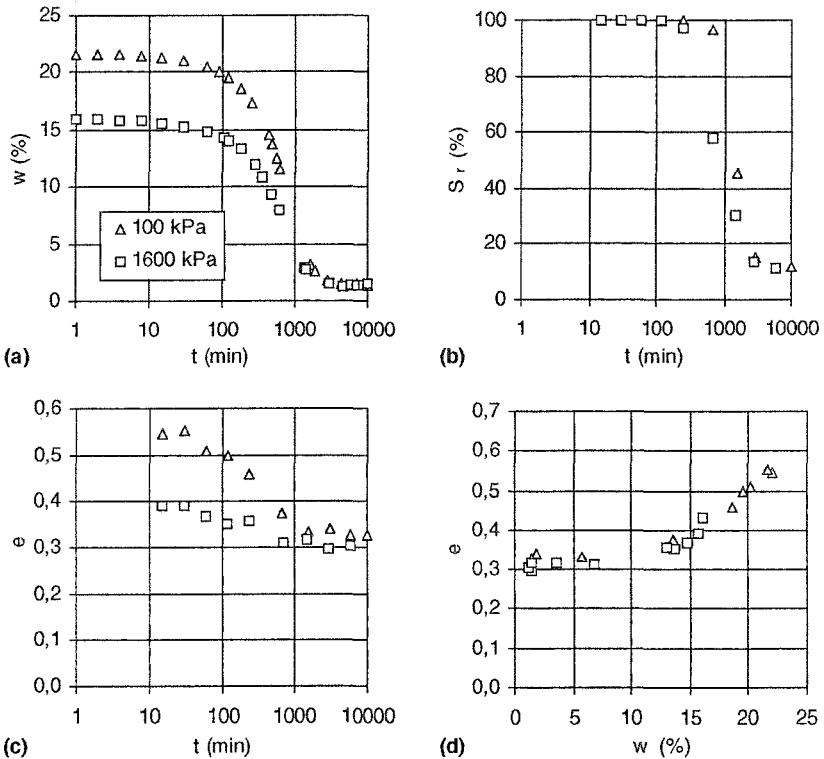 25
20
15
10
5
0
w (%)
△ 100 kPa
□ 1600 kPa
1 10 100 1000 10000
(a) t (min)
100
80
60
40
20
0
S r (%)
1 10 100 1000 10000
(b) t (min)
0,6
0,5
0,4
0,3
0,2
0,1
0,0
e
1 10 100 1000 10000
(c) t (min)
0,7
0,6
0,5
0,4
0,3
0,2
0,1
0,0
e
0 5 10 15 20 25
(d) w (%)